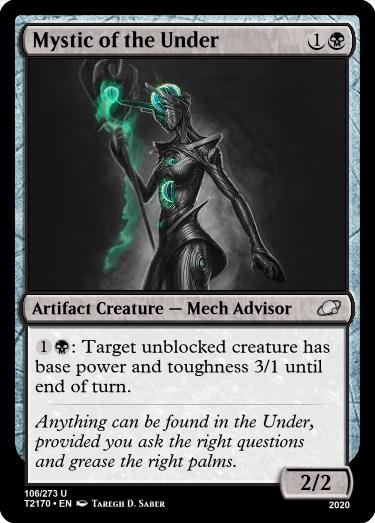 Mystic of the Under 1
Artifact Creature — Mech Advisor
1 : Target unblocked creature has
base power and toughness 3/1 until
end of turn.
Anything can be found in the Under,
provided you ask the right questions
and grease the right palms.
2/2
106/273 U
T2170 • EN Taregh D. Saber
2020